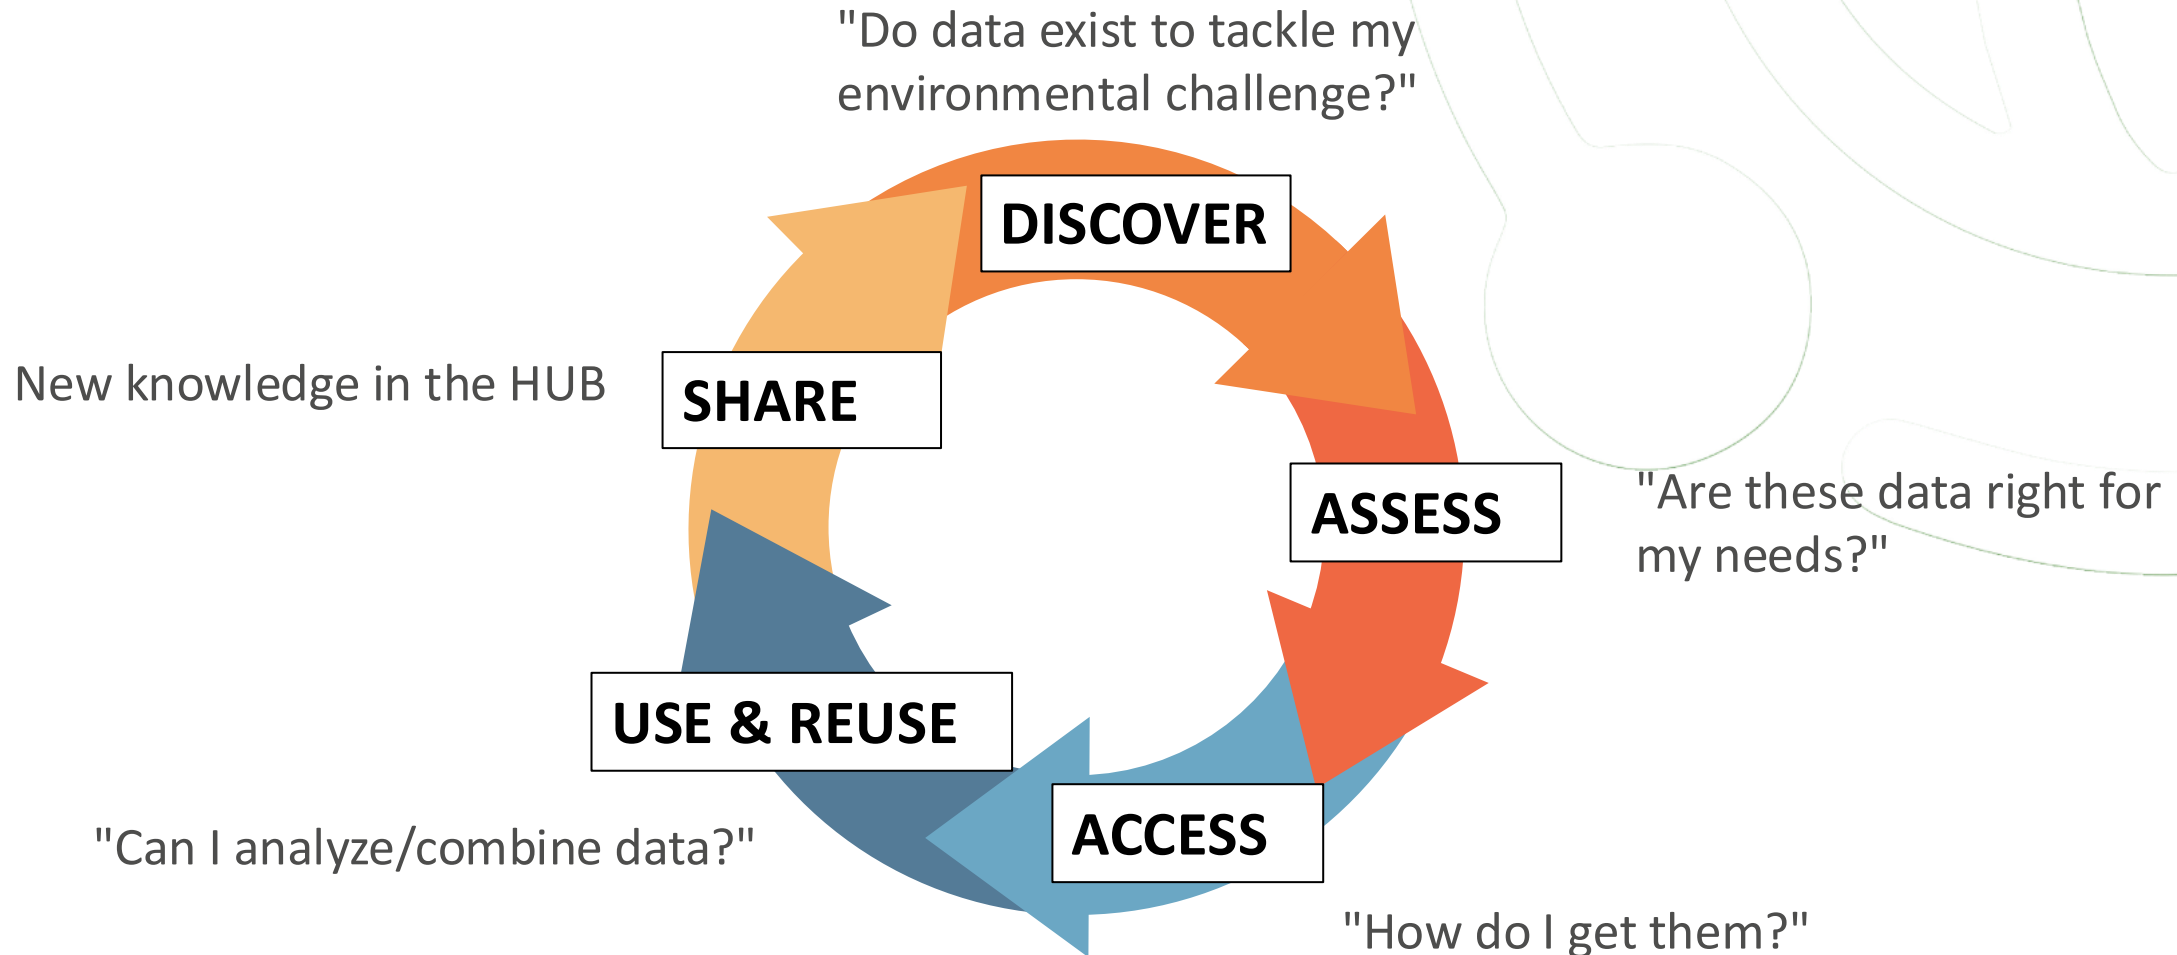 "Do data exist to tackle my
environmental challenge?"
DISCOVER
New knowledge in the HUB
SHARE
ASSESS
"Are these data right for
my needs?"
USE & REUSE
"Can I analyze/combine data?"
ACCESS
"How do I get them?"